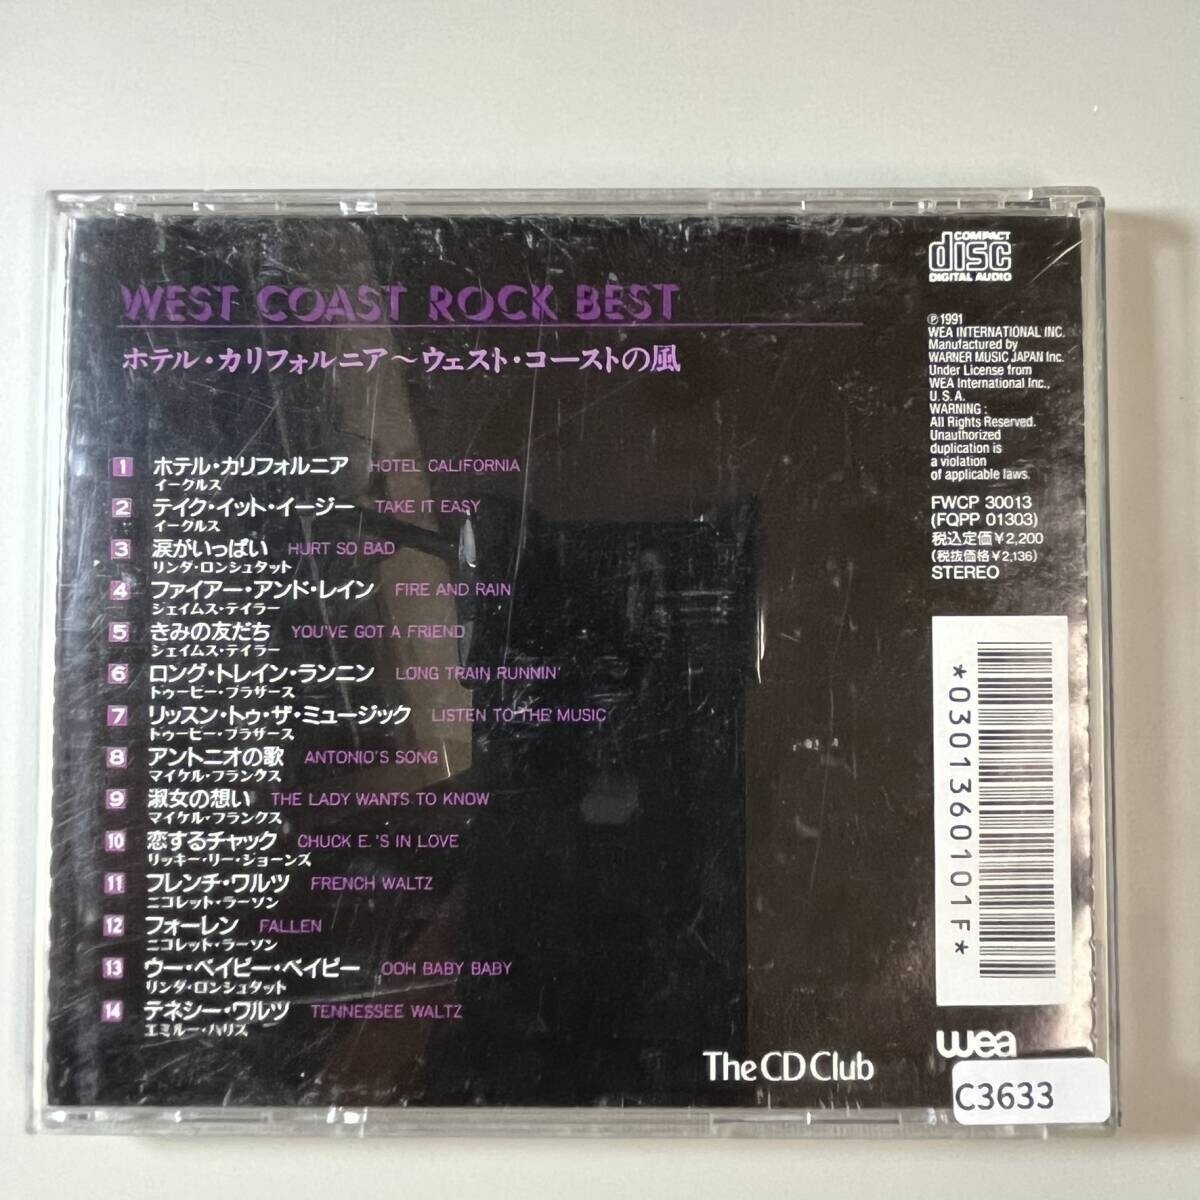 WEST COAST ROCK BEST
ホテル・カリフォルニア〜ウェスト・コーストの風
1 ホテル・カリフォルニア HOTEL CALIFORNIA
イーグルス
2 テイク・イット・イージー TAKE IT EASY
イーグルス
3 涙がいっぱい HURT SO BAD
リンダ・ロンシュタット
4 ファイアー・アンド・レイン FIRE AND RAIN
ジェイムス・テイラー
5 きみの友だち YOU'VE GOT A FRIEND
ジェイムス・テイラー
6 ロング・トレイン・ランニン LONG TRAIN RUNNIN'
ドゥービー・ブラザース
7 リッスン・トゥ・ザ・ミュージック LISTEN TO THE MUSIC
ドゥービー・ブラザース
8 アントニオの歌 ANTONIO'S SONG
マイケル・フランクス
9 淑女の想い THE LADY WANTS TO KNOW
マイケル・フランクス
10 恋するチャック CHUCK E.'S IN LOVE
リッキー・リー・ジョーンズ
11 フレンチ・ワルツ FRENCH WALTZ
ニコレット・ラーソン
12 フォーレン FALLEN
ニコレット・ラーソン
13 ウー・ベイビー・ベイビー OOH BABY BABY
リンダ・ロンシュタット
14 テネシー・ワルツ TENNESSEE WALTZ
エミルー・ハリス
The CD Club
COMPACT
disc
DIGITAL AUDIO
℗1991
WEA INTERNATIONAL INC.
Manufactured by
WARNER MUSIC JAPAN Inc.
Under License from
WEA International Inc.,
U.S.A.
WARNING:
All Rights Reserved.
Unauthorized
duplication is
a violation
of applicable laws.
FWCP 30013
(FQPP 01303)
税込定価¥2,200
(税抜価格¥2,136)
STEREO
*0301360101F*
wea
C3633